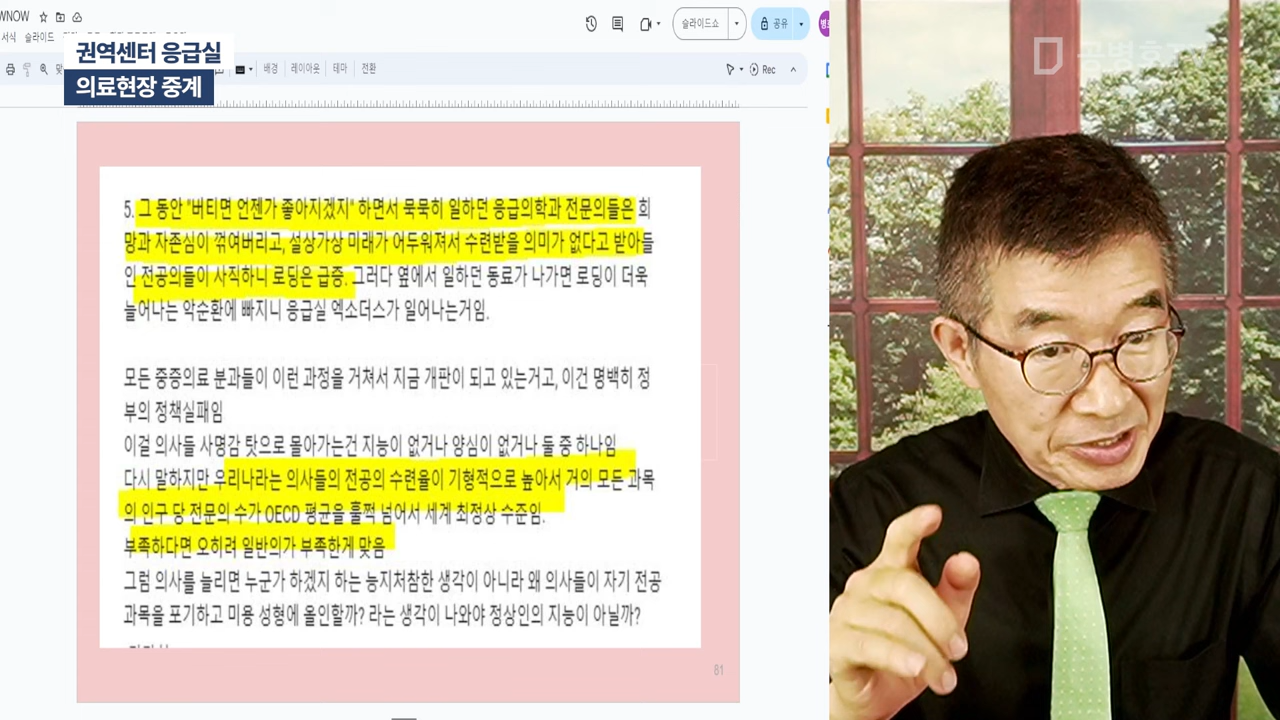 WNOW
서식 슬라이드
슬라이드쇼
공유
권역센터 응급실
의료현장 중계
배경 레이아웃 테마 전환
Rec
공병호
5. 그 동안 "버티면 언젠가 좋아지겠지" 하면서 묵묵히 일하던 응급의학과 전문의들은 희
망과 자존심이 꺾여버리고, 설상가상 미래가 어두워져서 수련받을 의미가 없다고 받아들
인 전공의들이 사직하니 로딩은 급증. 그러다 옆에서 일하던 동료가 나가면 로딩이 더욱
늘어나는 악순환에 빠지니 응급실 엑소더스가 일어나는거임.
모든 중증의료 분과들이 이런 과정을 거쳐서 지금 개판이 되고 있는거고, 이건 명백히 정
부의 정책실패임
이걸 의사들 사명감 탓으로 몰아가는건 지능이 없거나 양심이 없거나 둘 중 하나임
다시 말하지만 우리나라는 의사들의 전공의 수련율이 기형적으로 높아서 거의 모든 과목
의 인구 당 전문의 수가 OECD 평균을 훌쩍 넘어서 세계 최정상 수준임.
부족하다면 오히려 일반의가 부족한게 맞음
그럼 의사를 늘리면 누군가 하겠지 하는 능지처참한 생각이 아니라 왜 의사들이 자기 전공
과목을 포기하고 미용 성형에 올인할까? 라는 생각이 나와야 정상인의 지능이 아닐까?
81